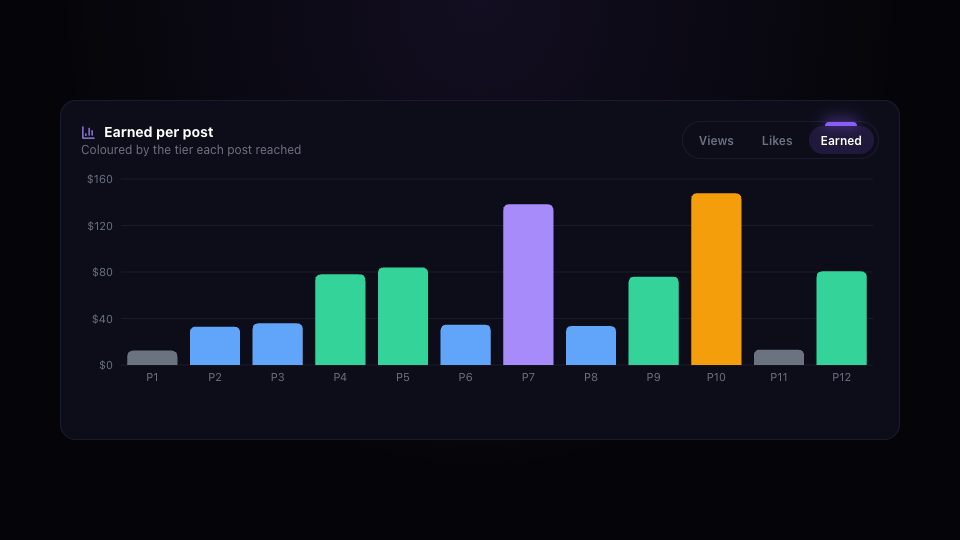 Earned per post
Coloured by the tier each post reached
Views Likes Earned
$160
$120
$80
$40
$0
P1 P2 P3 P4 P5 P6 P7 P8 P9 P10 P11 P12